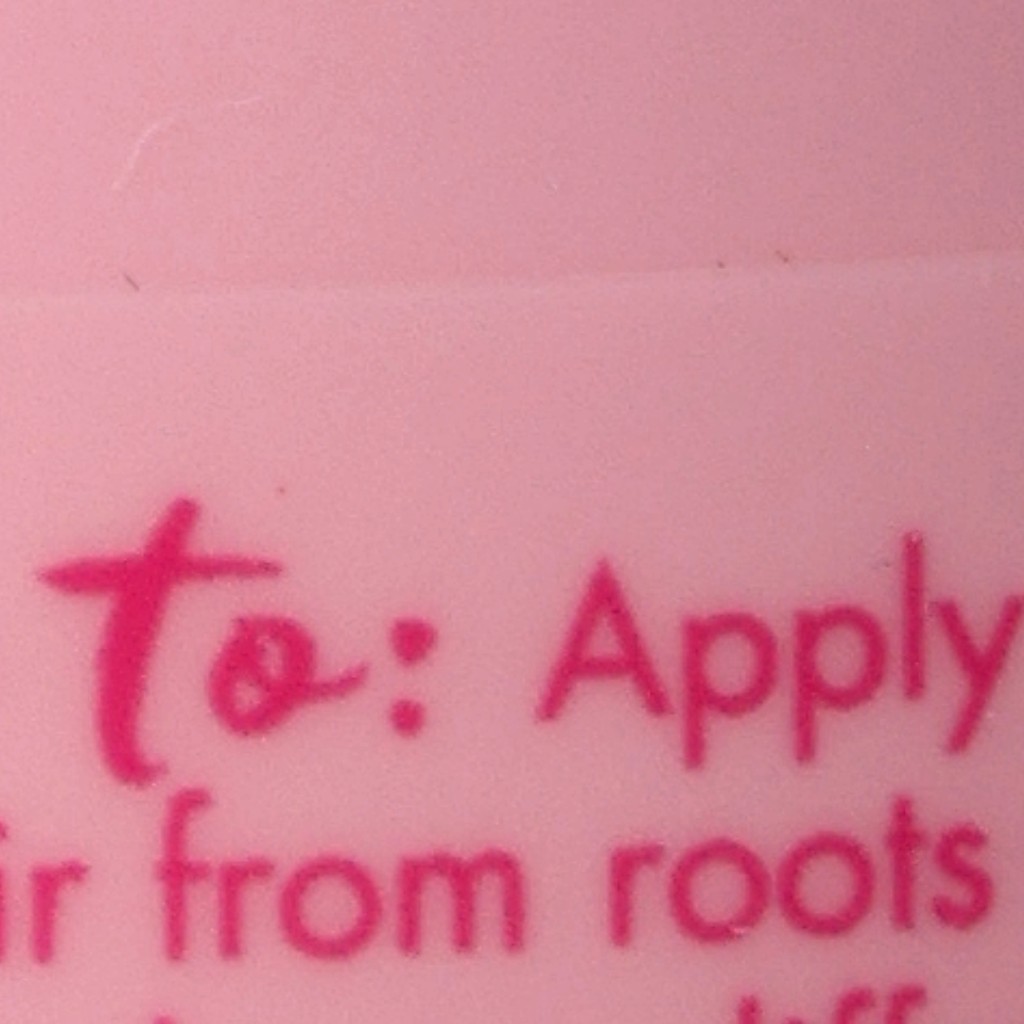 to: Apply
ir from roots